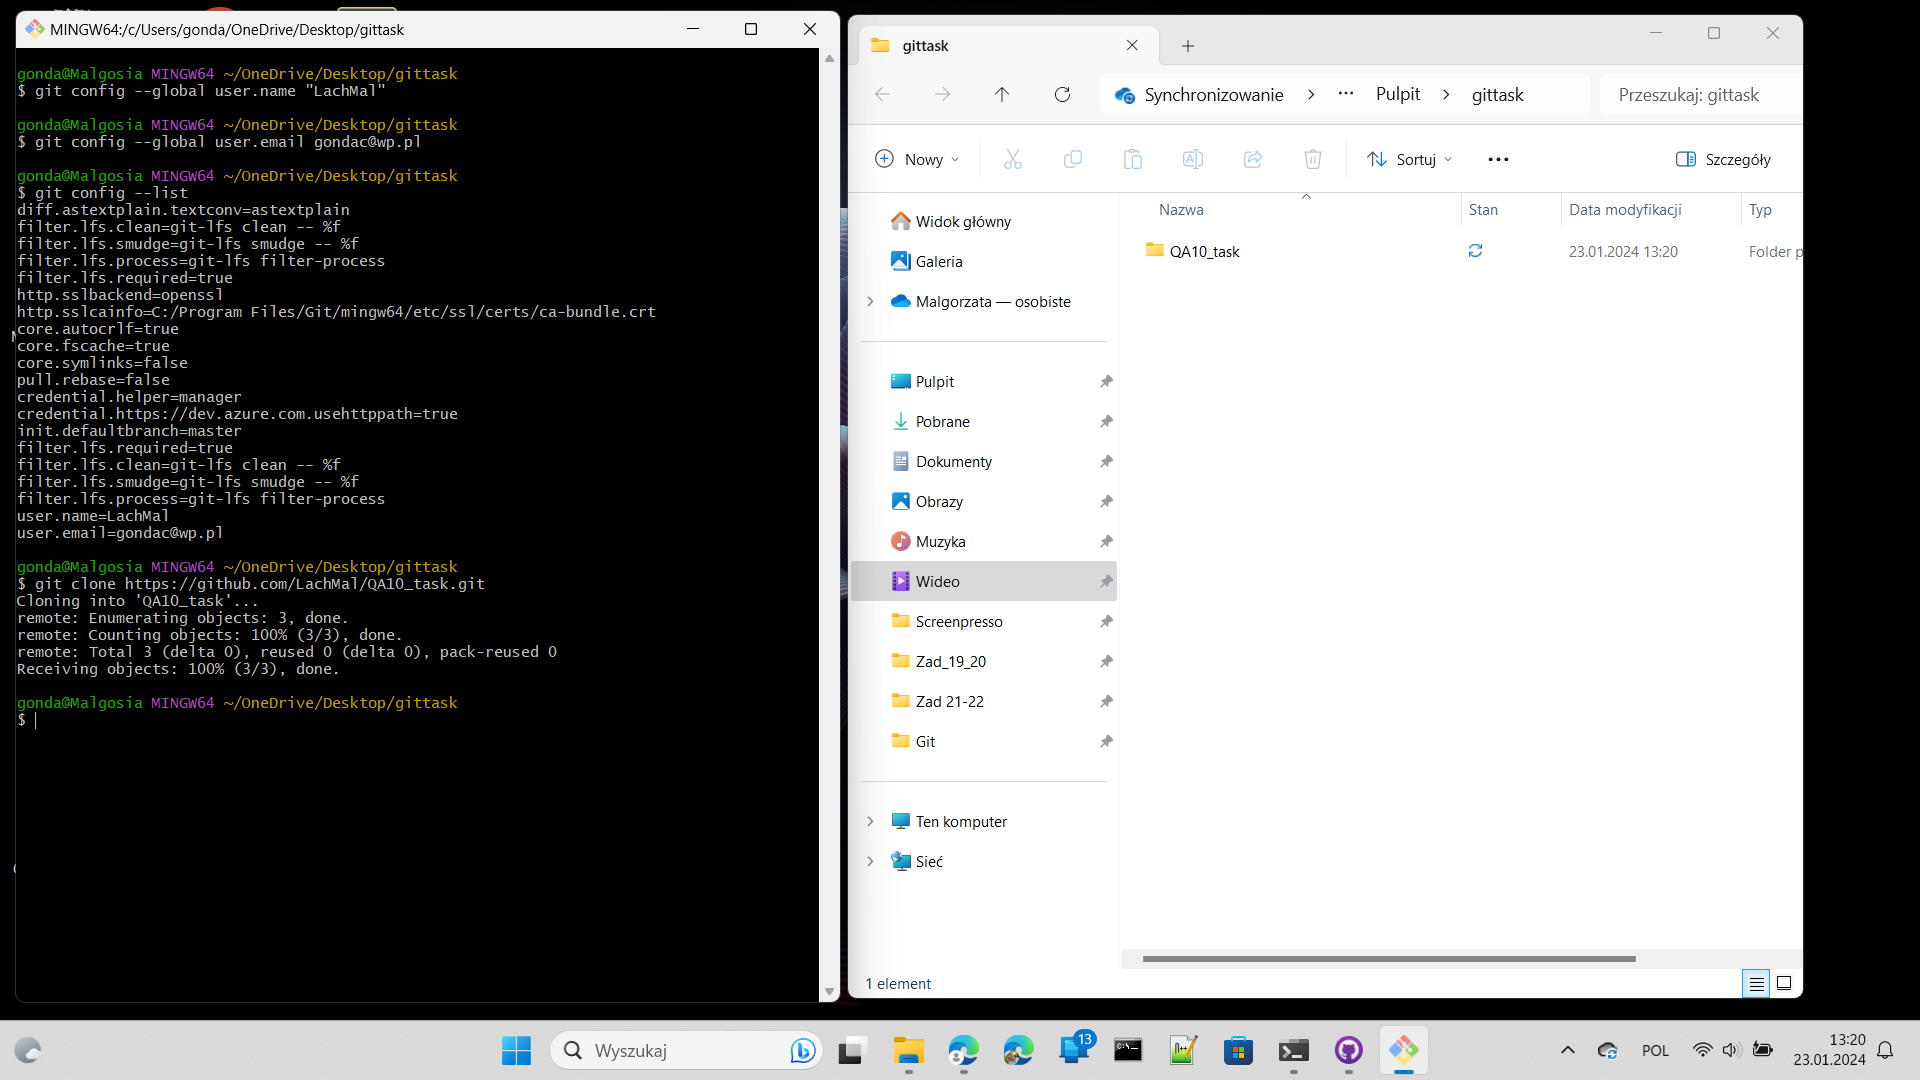 MINGW64:/c/Users/gonda/OneDrive/Desktop/gittask
gonda@Malgosia MINGW64 ~/OneDrive/Desktop/gittask
$ git config --global user.name "LachMal"
gonda@Malgosia MINGW64 ~/OneDrive/Desktop/gittask
$ git config --global user.email gondac@wp.pl
gonda@Malgosia MINGW64 ~/OneDrive/Desktop/gittask
$ git config --list
diff.astextplain.textconv=astextplain
filter.lfs.clean=git-lfs clean -- %f
filter.lfs.smudge=git-lfs smudge -- %f
filter.lfs.process=git-lfs filter-process
filter.lfs.required=true
http.sslbackend=openssl
http.sslcainfo=C:/Program Files/Git/mingw64/etc/ssl/certs/ca-bundle.crt
core.autocrlf=true
core.fscache=true
core.symlinks=false
pull.rebase=false
credential.helper=manager
credential.https://dev.azure.com.usehttppath=true
init.defaultbranch=master
filter.lfs.required=true
filter.lfs.clean=git-lfs clean -- %f
filter.lfs.smudge=git-lfs smudge -- %f
filter.lfs.process=git-lfs filter-process
user.name=LachMal
user.email=gondac@wp.pl
gonda@Malgosia MINGW64 ~/OneDrive/Desktop/gittask
$ git clone https://github.com/LachMal/QA10_task.git
Cloning into 'QA10_task'...
remote: Enumerating objects: 3, done.
remote: Counting objects: 100% (3/3), done.
remote: Total 3 (delta 0), reused 0 (delta 0), pack-reused 0
Receiving objects: 100% (3/3), done.
gonda@Malgosia MINGW64 ~/OneDrive/Desktop/gittask
$
gittask
Synchronizowanie > ··· Pulpit > gittask
Przeszukaj: gittask
Nowy
Sortuj
Szczegóły
Widok główny
Galeria
Malgorzata — osobiste
Pulpit
Pobrane
Dokumenty
Obrazy
Muzyka
Wideo
Screenpresso
Zad_19_20
Zad 21-22
Git
Ten komputer
Sieć
Nazwa Stan Data modyfikacji Typ
QA10_task 23.01.2024 13:20 Folder p
1 element
Wyszukaj
13
POL
13:20
23.01.2024